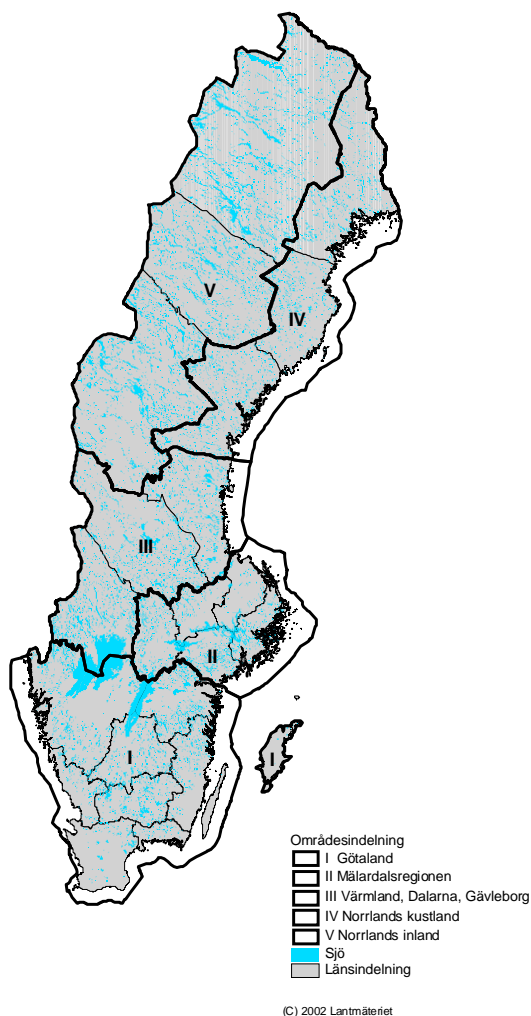 V
IV
III
II
I
I
Områdesindelning
I Götaland
II Mälardalsregionen
III Värmland, Dalarna, Gävleborg
IV Norrlands kustland
V Norrlands inland
Sjö
Länsindelning
(C) 2002 Lantmäteriet